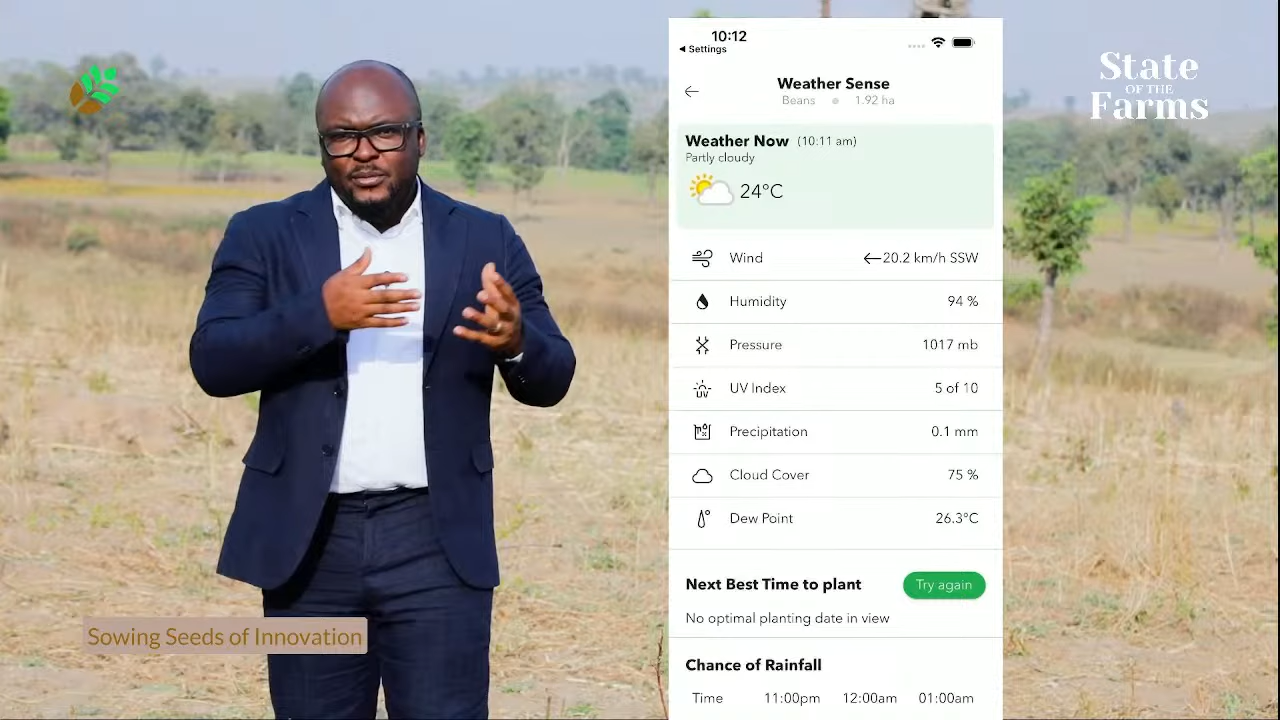 10:12
Settings
Weather Sense
Beans 1.92 ha
Weather Now (10:11 am)
Partly cloudy
24°C
Wind ←20.2 km/h SSW
Humidity 94 %
Pressure 1017 mb
UV Index 5 of 10
Precipitation 0.1 mm
Cloud Cover 75 %
Dew Point 26.3°C
Next Best Time to plant Try again
No optimal planting date in view
Chance of Rainfall
Time 11:00pm 12:00am 01:00am
State
OF THE
Farms
Sowing Seeds of Innovation